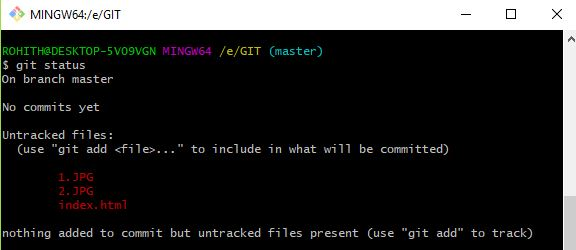 MINGW64:/e/GIT
ROHITH@DESKTOP-5VO9VGN MINGW64 /e/GIT (master)
$ git status
On branch master
No commits yet
Untracked files:
(use "git add <file>..." to include in what will be committed)
1.JPG
2.JPG
index.html
nothing added to commit but untracked files present (use "git add" to track)